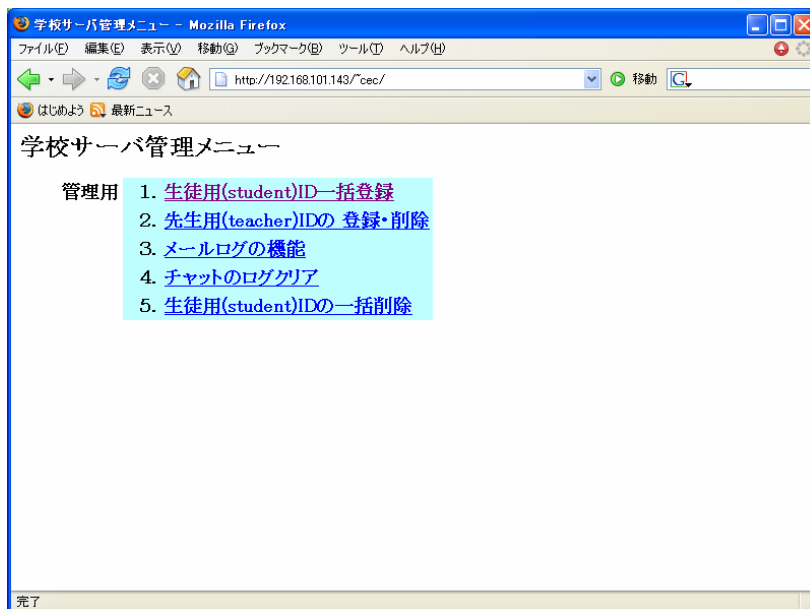 学校サーバ管理メニュー - Mozilla Firefox
ファイル(F) 編集(E) 表示(V) 移動(G) ブックマーク(B) ツール(T) ヘルプ(H)
http://192.168.101.143/~cec/ 移動 G
はじめよう 最新ニュース
学校サーバ管理メニュー
管理用 1. 生徒用(student)ID一括登録
2. 先生用(teacher)IDの 登録・削除
3. メールログの機能
4. チャットのログクリア
5. 生徒用(student)IDの一括削除
完了